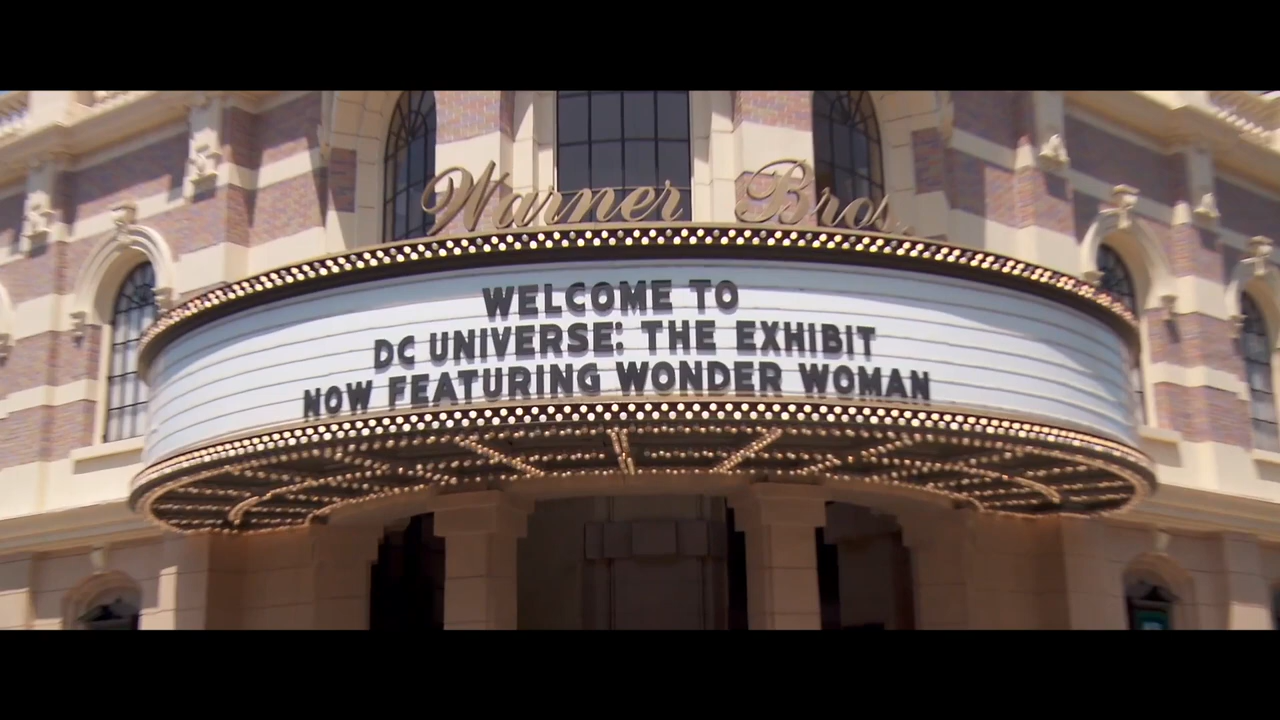 Warner Bros.
WELCOME TO
DC UNIVERSE: THE EXHIBIT
NOW FEATURING WONDER WOMAN